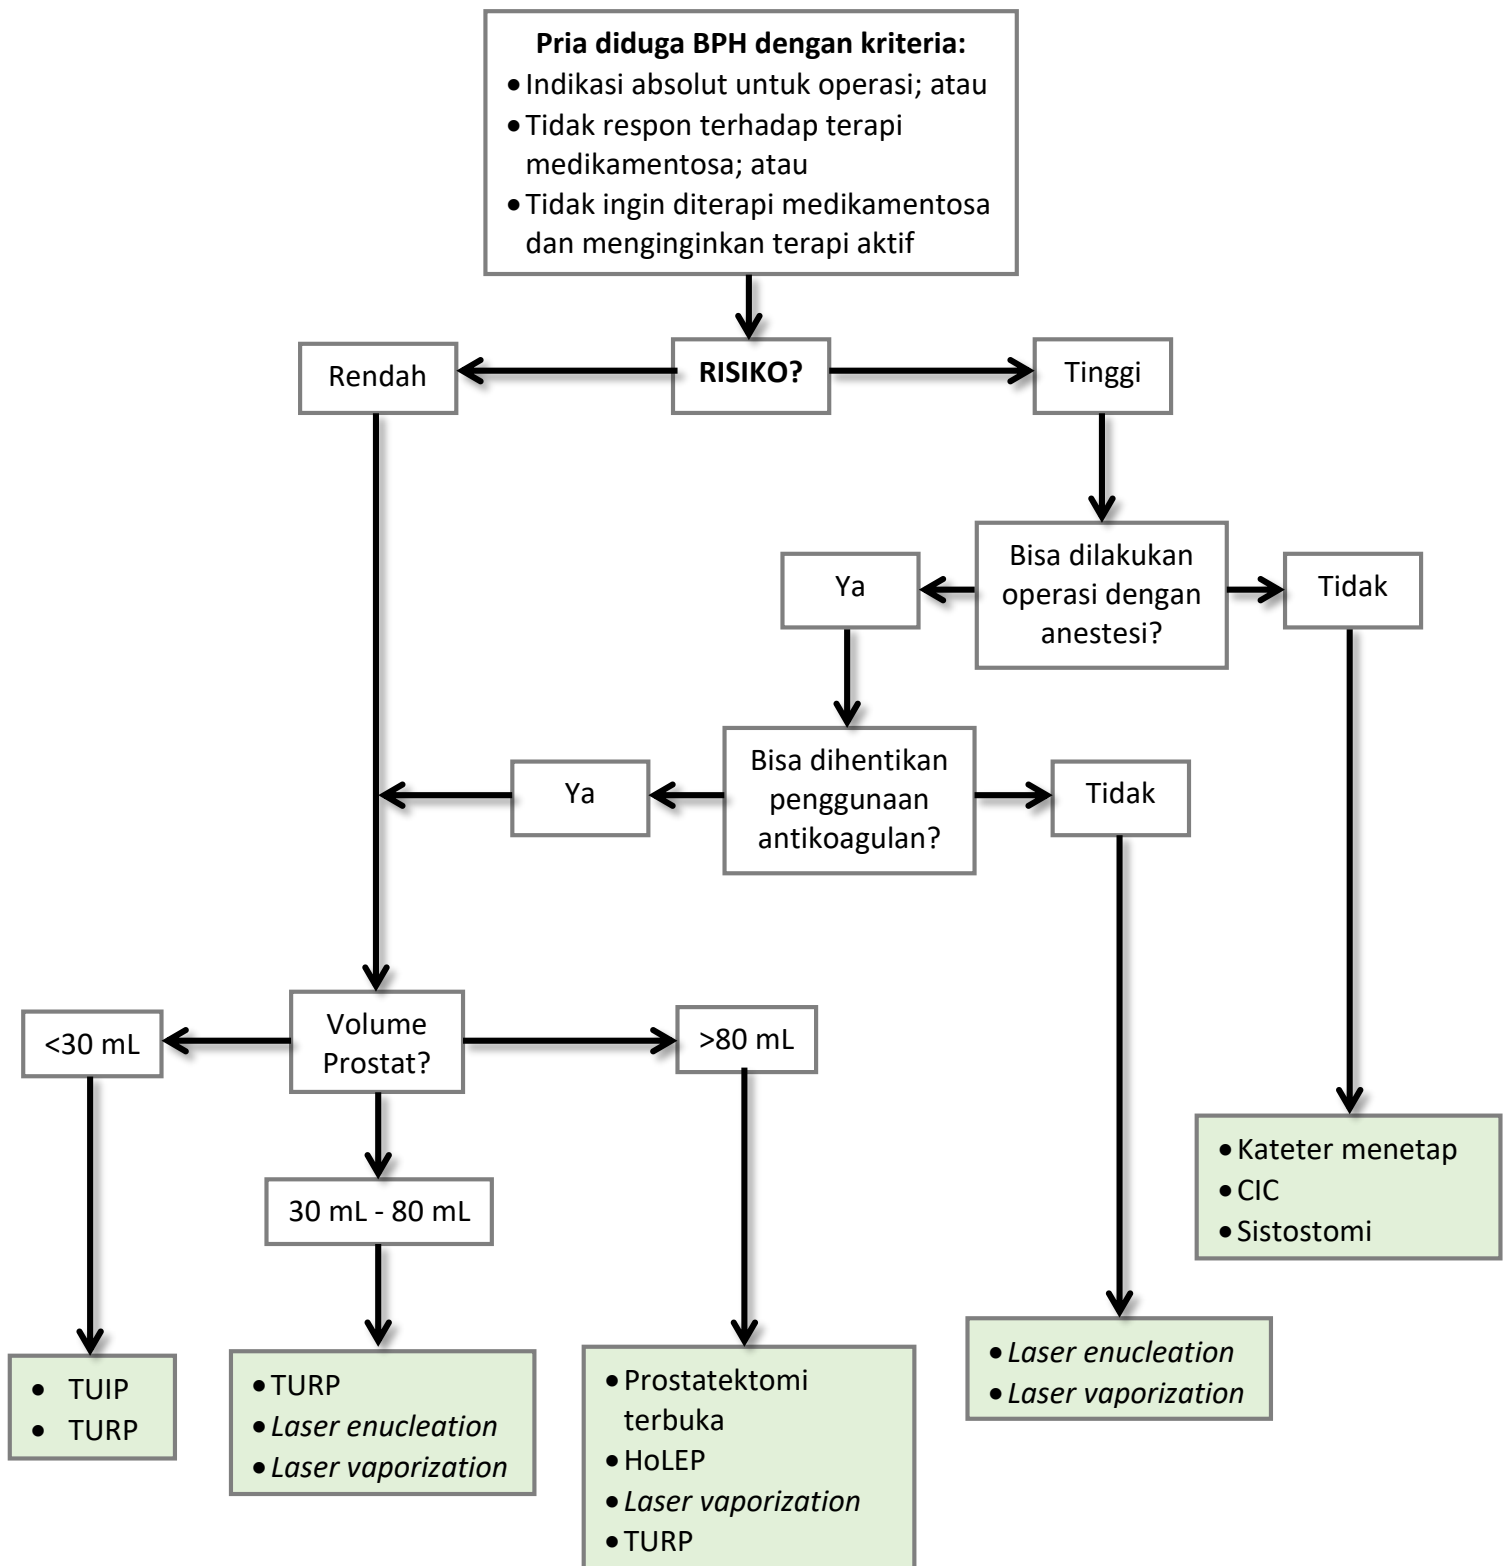 Pria diduga BPH dengan kriteria:
• Indikasi absolut untuk operasi; atau
• Tidak respon terhadap terapi
medikamentosa; atau
• Tidak ingin diterapi medikamentosa
dan menginginkan terapi aktif
Rendah
RISIKO?
Tinggi
Bisa dilakukan
operasi dengan
anestesi?
Ya
Tidak
Bisa dihentikan
penggunaan
antikoagulan?
Ya
Tidak
Volume
Prostat?
<30 mL
>80 mL
30 mL - 80 mL
• Kateter menetap
• CIC
• Sistostomi
• Laser enucleation
• Laser vaporization
• TUIP
• TURP
• TURP
• Laser enucleation
• Laser vaporization
• Prostatektomi
terbuka
• HoLEP
• Laser vaporization
• TURP